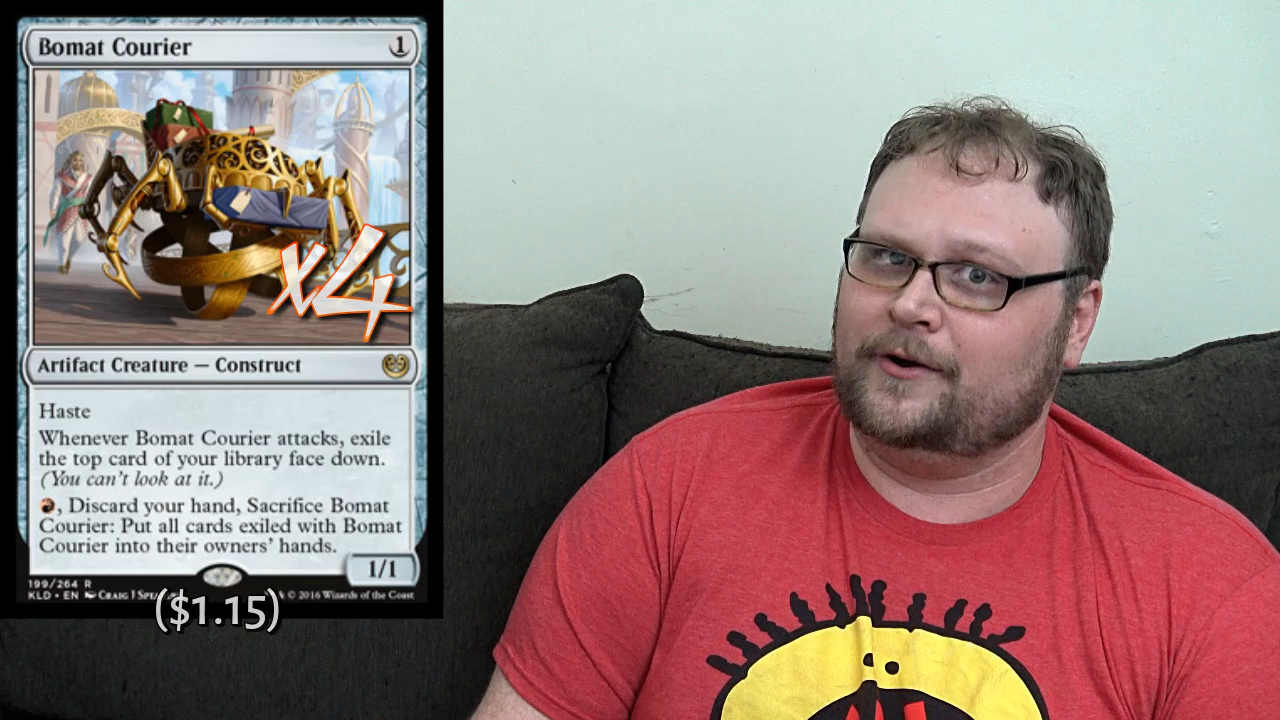 Bomat Courier 1
x4
Artifact Creature — Construct
Haste
Whenever Bomat Courier attacks, exile
the top card of your library face down.
(You can't look at it.)
, Discard your hand, Sacrifice Bomat
Courier: Put all cards exiled with Bomat
Courier into their owners' hands.
1/1
199/264 R
KLD • EN CRAIG J © 2016 Wizards of the Coast
($1.15)